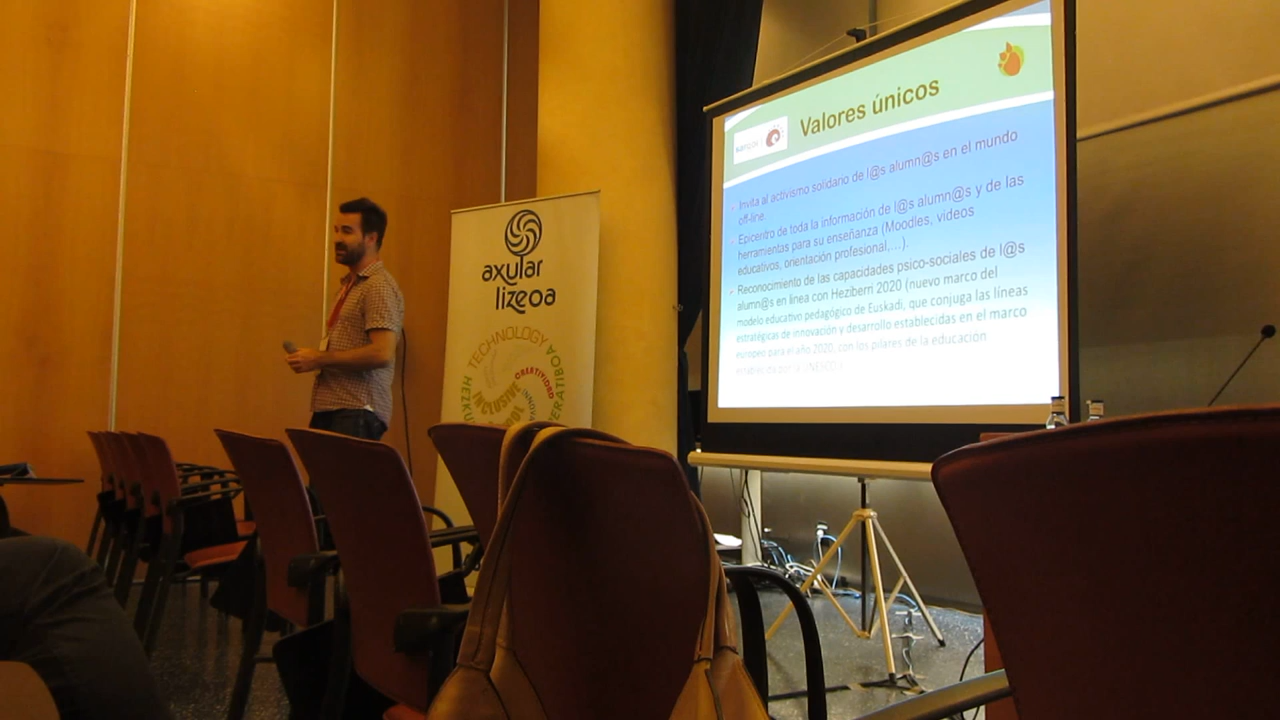 Valores únicos
Invita al activismo solidario de l@s alumn@s en el mundo
off-line.
Epicentro de toda la información de l@s alumn@s y de las
herramientas para su enseñanza (Moodles, videos
educativos, orientación profesional,...).
Reconocimiento de las capacidades psico-sociales de l@s
alumn@s en línea con Heziberri 2020 (nuevo marco del
modelo educativo pedagógico de Euskadi, que conjuga las líneas
estratégicas de innovación y desarrollo establecidas en el marco
europeo para el año 2020, con los pilares de la educación
establecida por la UNESCO.)
axular
lizeoa
TECHNOLOGY
CREATIVIDAD
INCLUSIVE